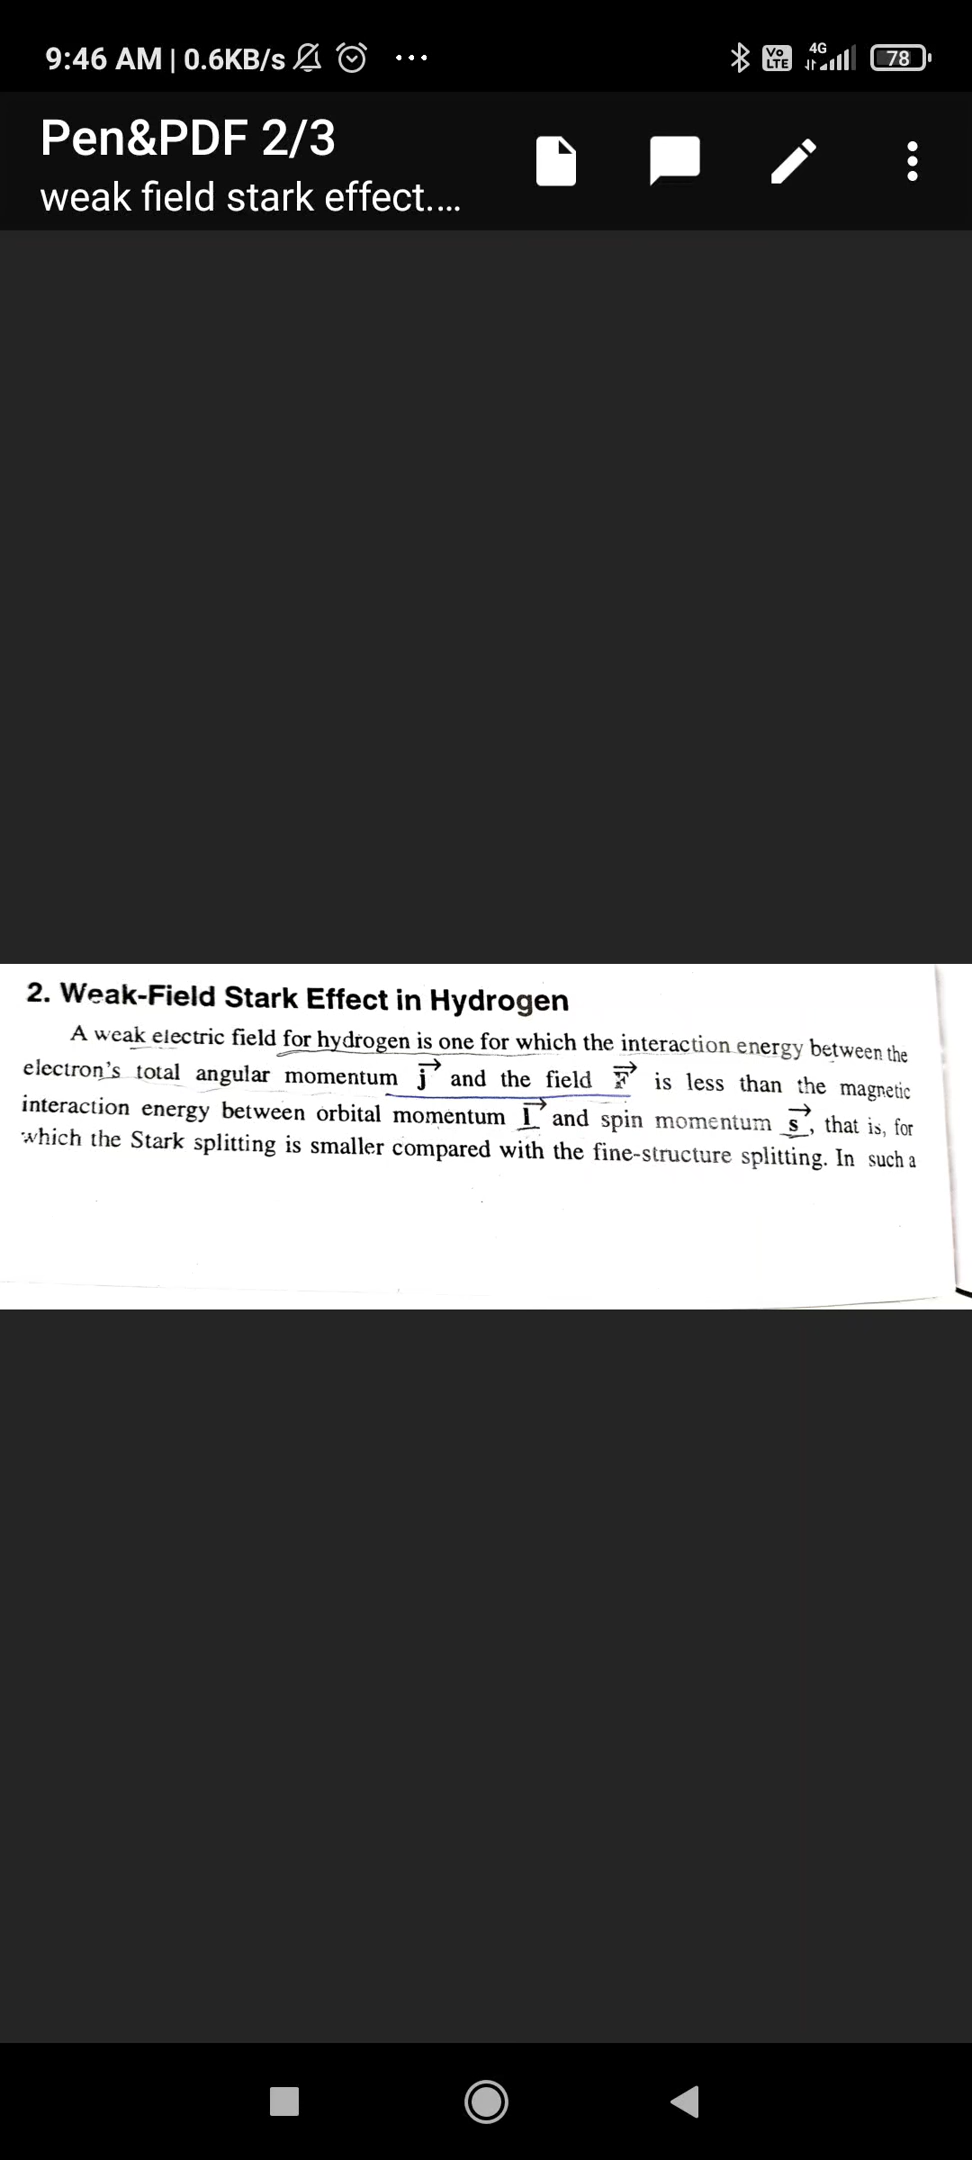 9:46 AM | 0.6KB/s
Vo LTE 4G 78
Pen&PDF 2/3
weak field stark effect....
2. Weak-Field Stark Effect in Hydrogen
A weak electric field for hydrogen is one for which the interaction energy between the
electron's total angular momentum j⃗ and the field F⃗ is less than the magnetic
interaction energy between orbital momentum l⃗ and spin momentum s⃗, that is, for
which the Stark splitting is smaller compared with the fine-structure splitting. In such a